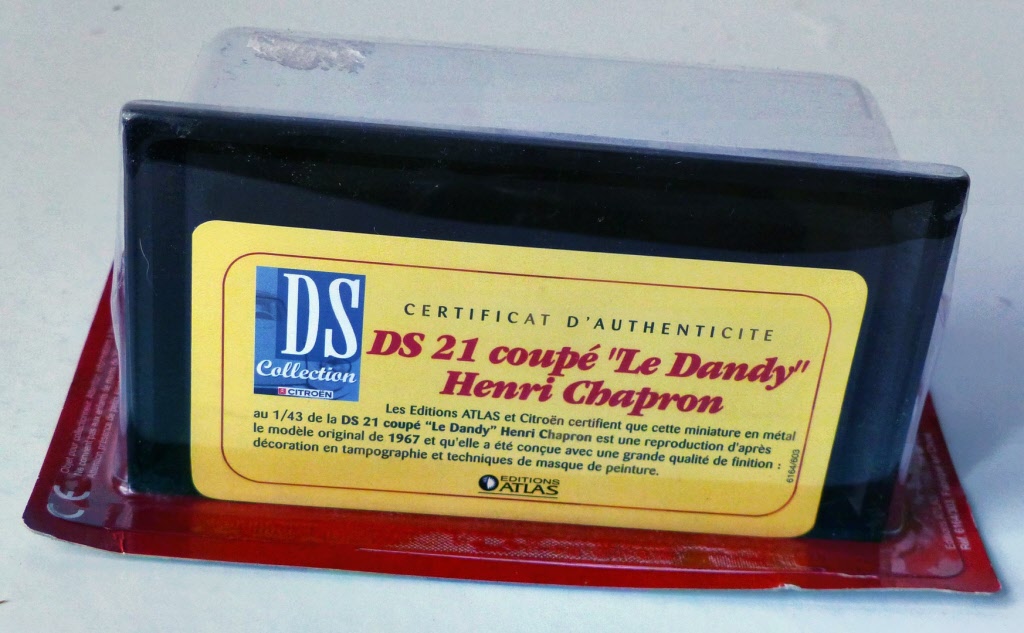 DS
Collection
CITROËN
CERTIFICAT D'AUTHENTICITE
DS 21 coupé "Le Dandy"
Henri Chapron
Les Editions ATLAS et Citroën certifient que cette miniature en métal
au 1/43 de la DS 21 coupé "Le Dandy" Henri Chapron est une reproduction d'après
le modèle original de 1967 et qu'elle a été conçue avec une grande qualité de finition :
décoration en tampographie et techniques de masque de peinture.
6164/603
EDITIONS
ATLAS
CE